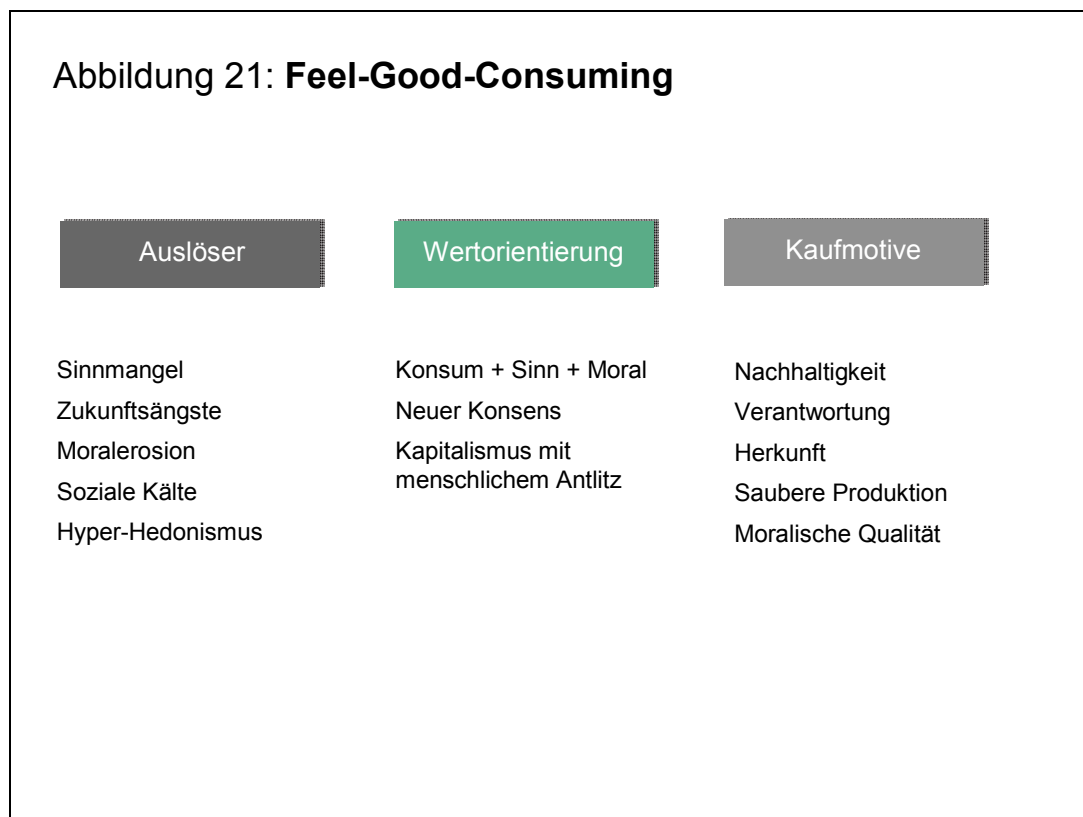 Abbildung 21: Feel-Good-Consuming
Auslöser
Sinnmangel
Zukunftsängste
Moralerosion
Soziale Kälte
Hyper-Hedonismus
Wertorientierung
Konsum + Sinn + Moral
Neuer Konsens
Kapitalismus mit
menschlichem Antlitz
Kaufmotive
Nachhaltigkeit
Verantwortung
Herkunft
Saubere Produktion
Moralische Qualität